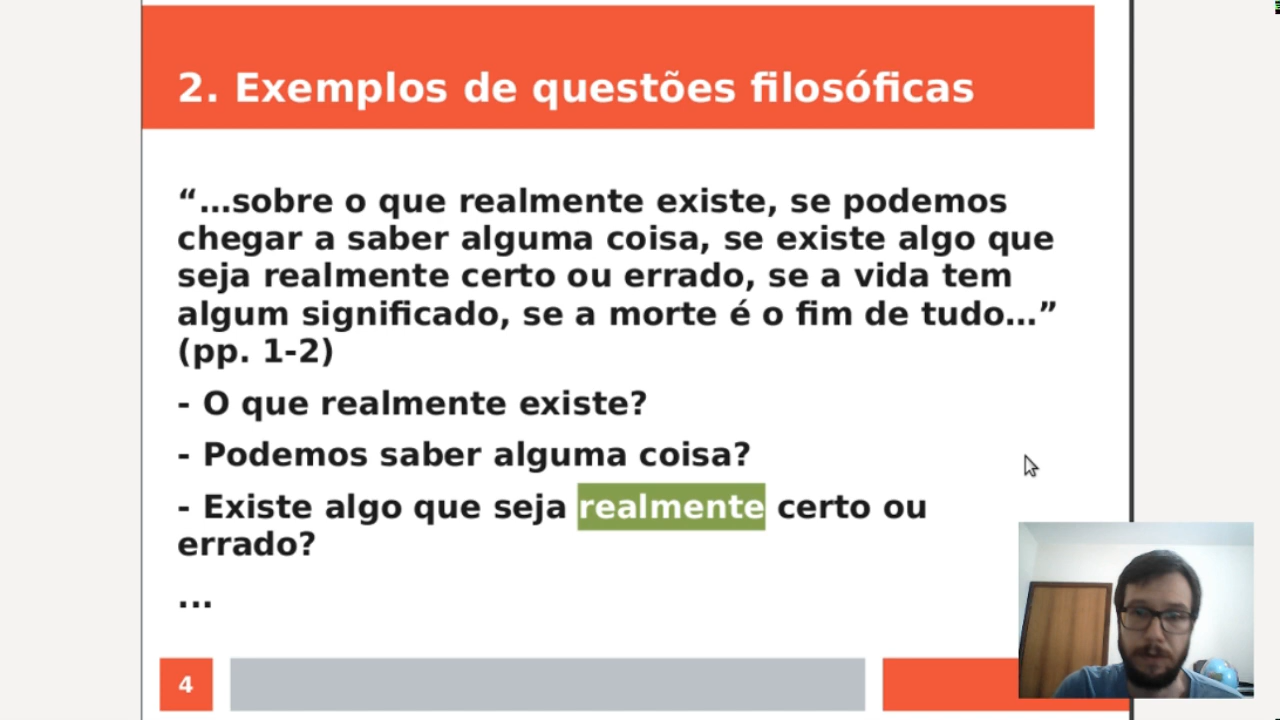 2. Exemplos de questões filosóficas
“…sobre o que realmente existe, se podemos
chegar a saber alguma coisa, se existe algo que
seja realmente certo ou errado, se a vida tem
algum significado, se a morte é o fim de tudo…”
(pp. 1-2)
- O que realmente existe?
- Podemos saber alguma coisa?
- Existe algo que seja realmente certo ou
errado?
...
4